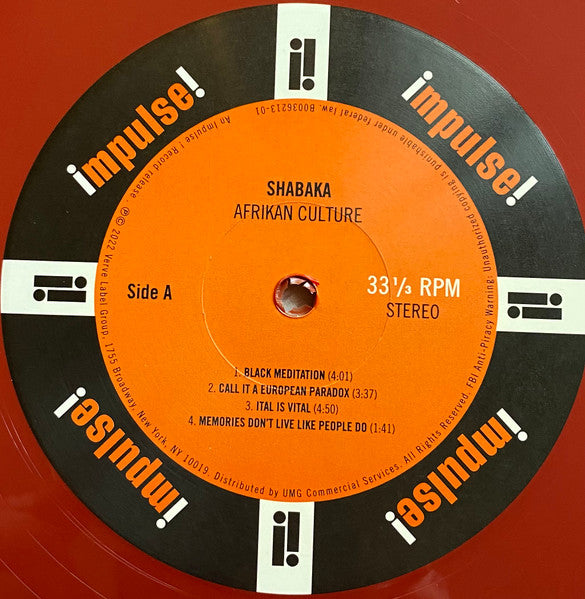 impulse!
impulse!
SHABAKA
AFRIKAN CULTURE
Side A
33 1/3 RPM
STEREO
1. BLACK MEDITATION (4:01)
2. CALL IT A EUROPEAN PARADOX (3:37)
3. ITAL IS VITAL (4:50)
4. MEMORIES DON'T LIVE LIKE PEOPLE DO (1:41)
impulse!
impulse!
An Impulse! Record release ℗© 2022 Verve Label Group, 1755 Broadway, New York, NY 10019. Distributed by UMG Commercial Services. All Rights Reserved. FBI Anti-Piracy Warning: Unauthorized copying is punishable under federal law. B0036213-01